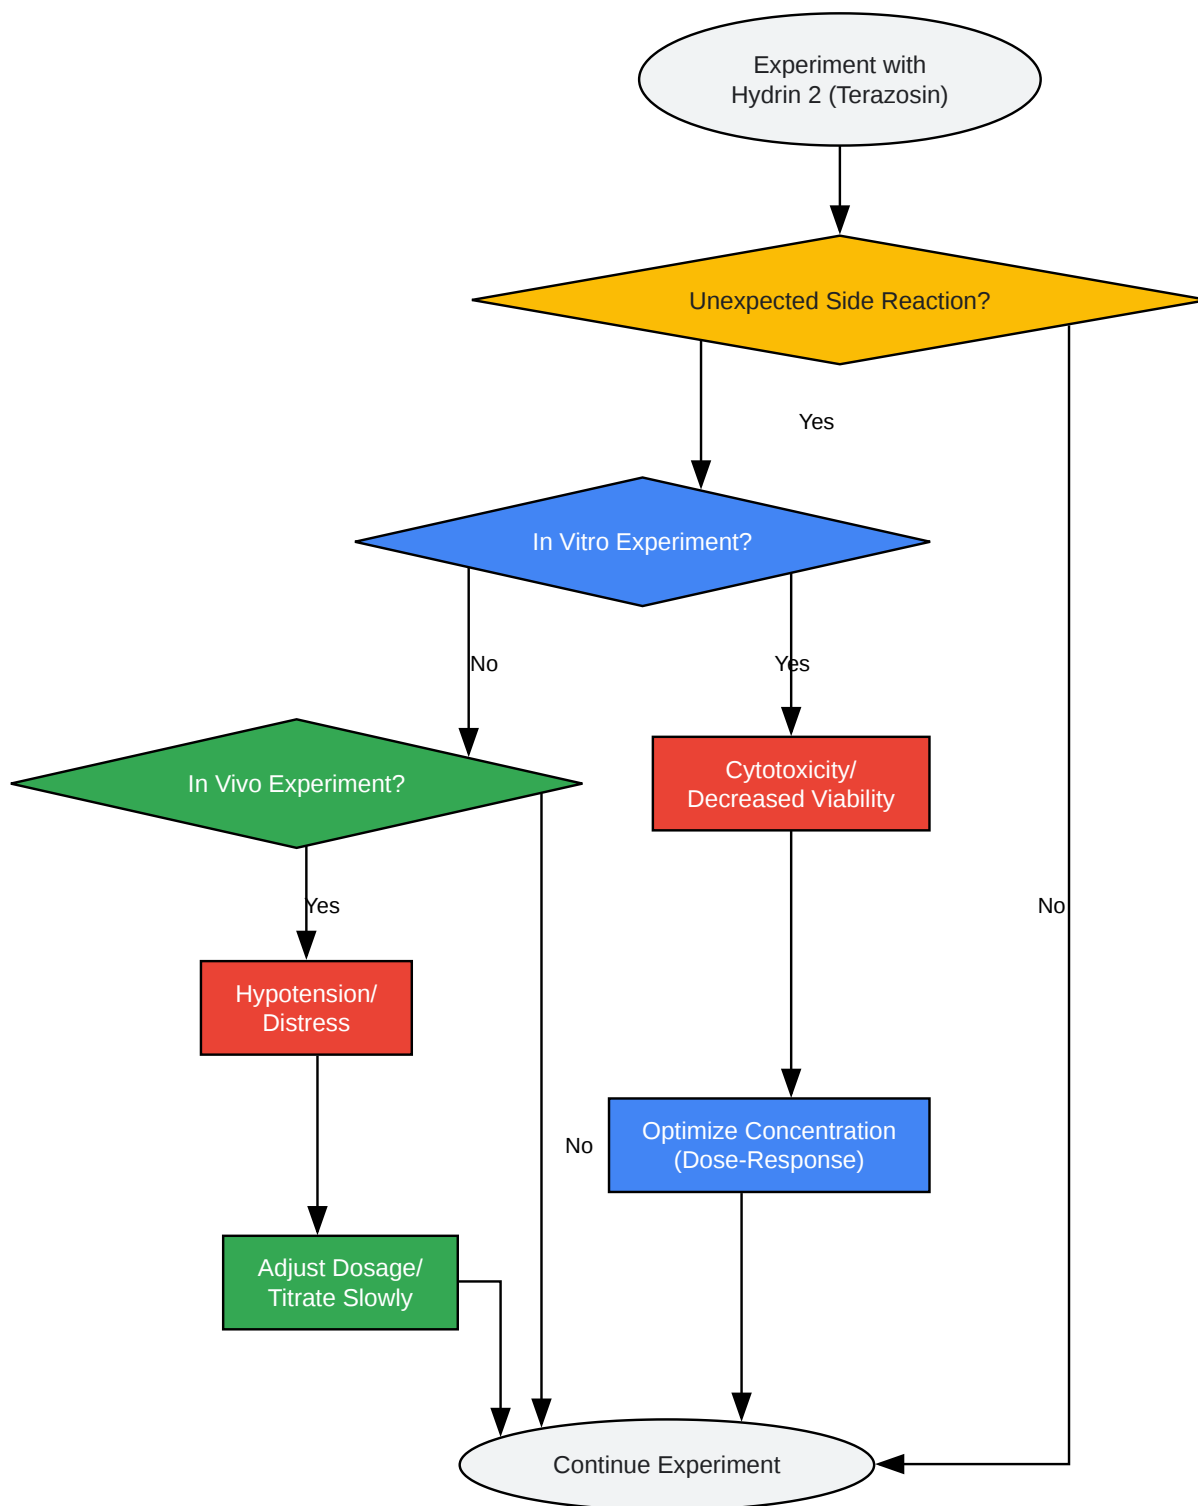 Experiment with
Hydrin 2 (Terazosin)
Unexpected Side Reaction?
Yes
In Vitro Experiment?
No
Yes
In Vivo Experiment?
Cytotoxicity/
Decreased Viability
Yes
No
Hypotension/
Distress
Optimize Concentration
(Dose-Response)
No
Adjust Dosage/
Titrate Slowly
Continue Experiment